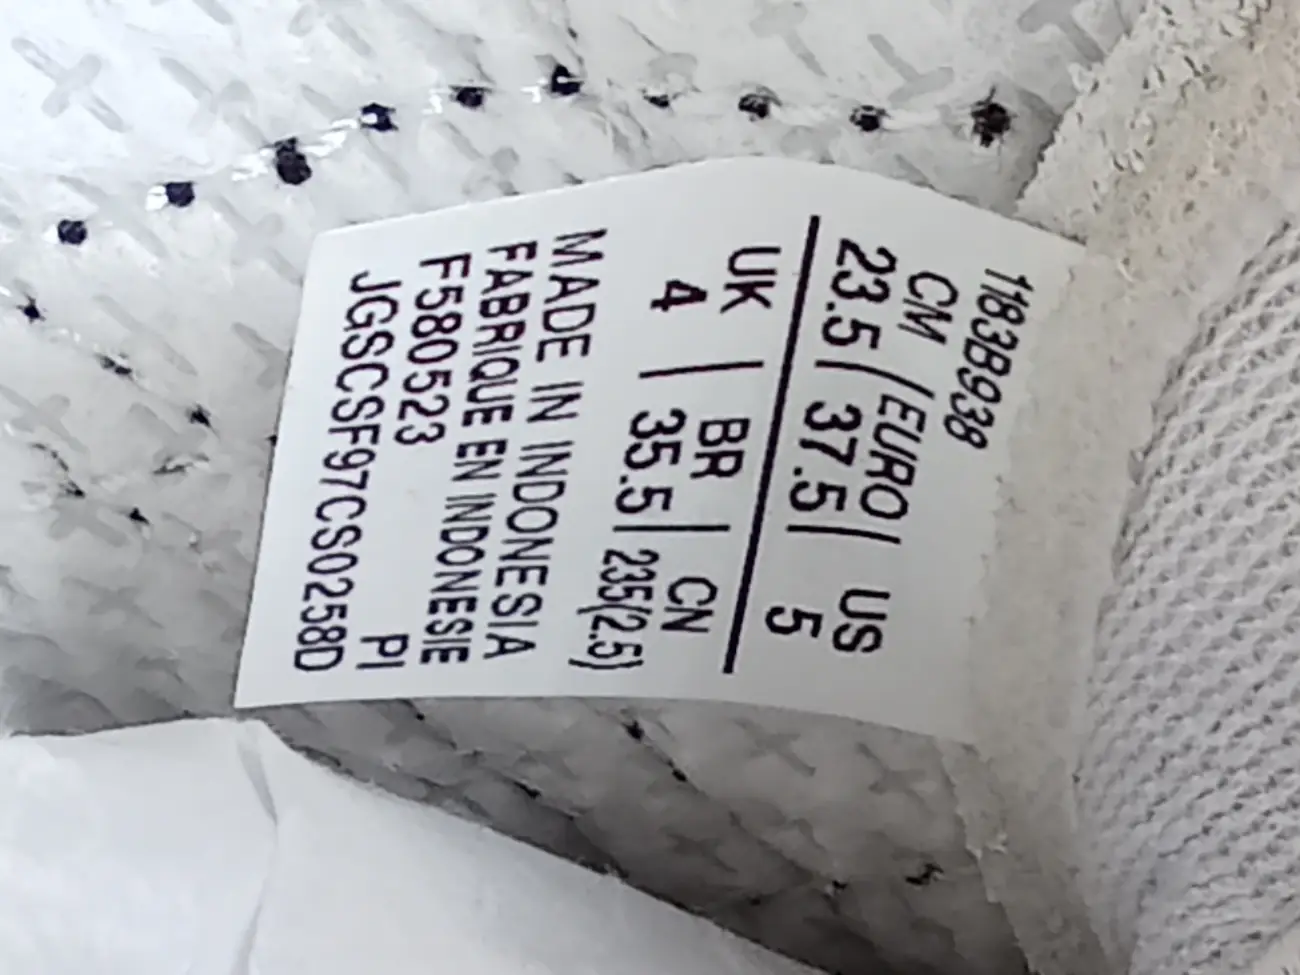 1183B938
CM / EURO / US
23.5 / 37.5 / 5
UK | BR | CN
4 | 35.5 | 235(2.5)
MADE IN INDONESIA
FABRIQUE EN INDONESIE
F580523 PI
JGSCSF97CS0258D